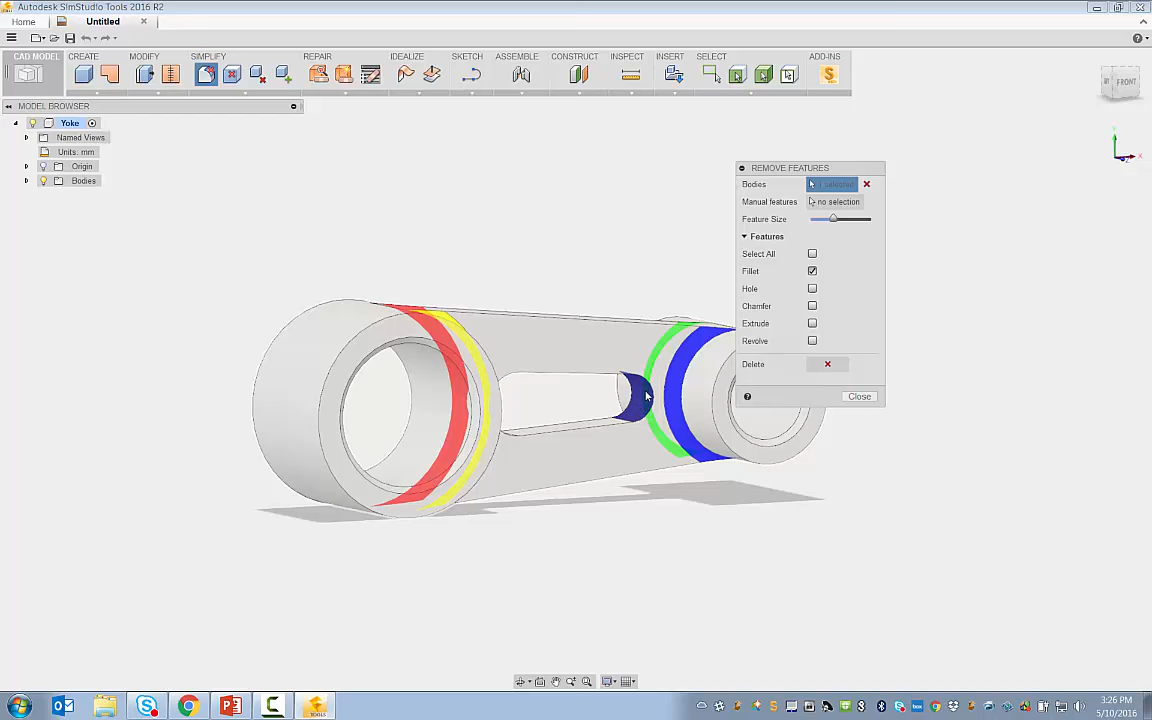 Autodesk SimStudio Tools 2016 R2
Home
Untitled
CAD MODEL
CREATE
MODIFY
SIMPLIFY
REPAIR
IDEALIZE
SKETCH
ASSEMBLE
CONSTRUCT
INSPECT
INSERT
SELECT
ADD-INS
MODEL BROWSER
Yoke
Named Views
Units: mm
Origin
Bodies
FRONT
REMOVE FEATURES
Bodies 1 selected
Manual features no selection
Feature Size
Features
Select All
Fillet
Hole
Chamfer
Extrude
Revolve
Delete
Close
TOOLS
3:26 PM
5/10/2016